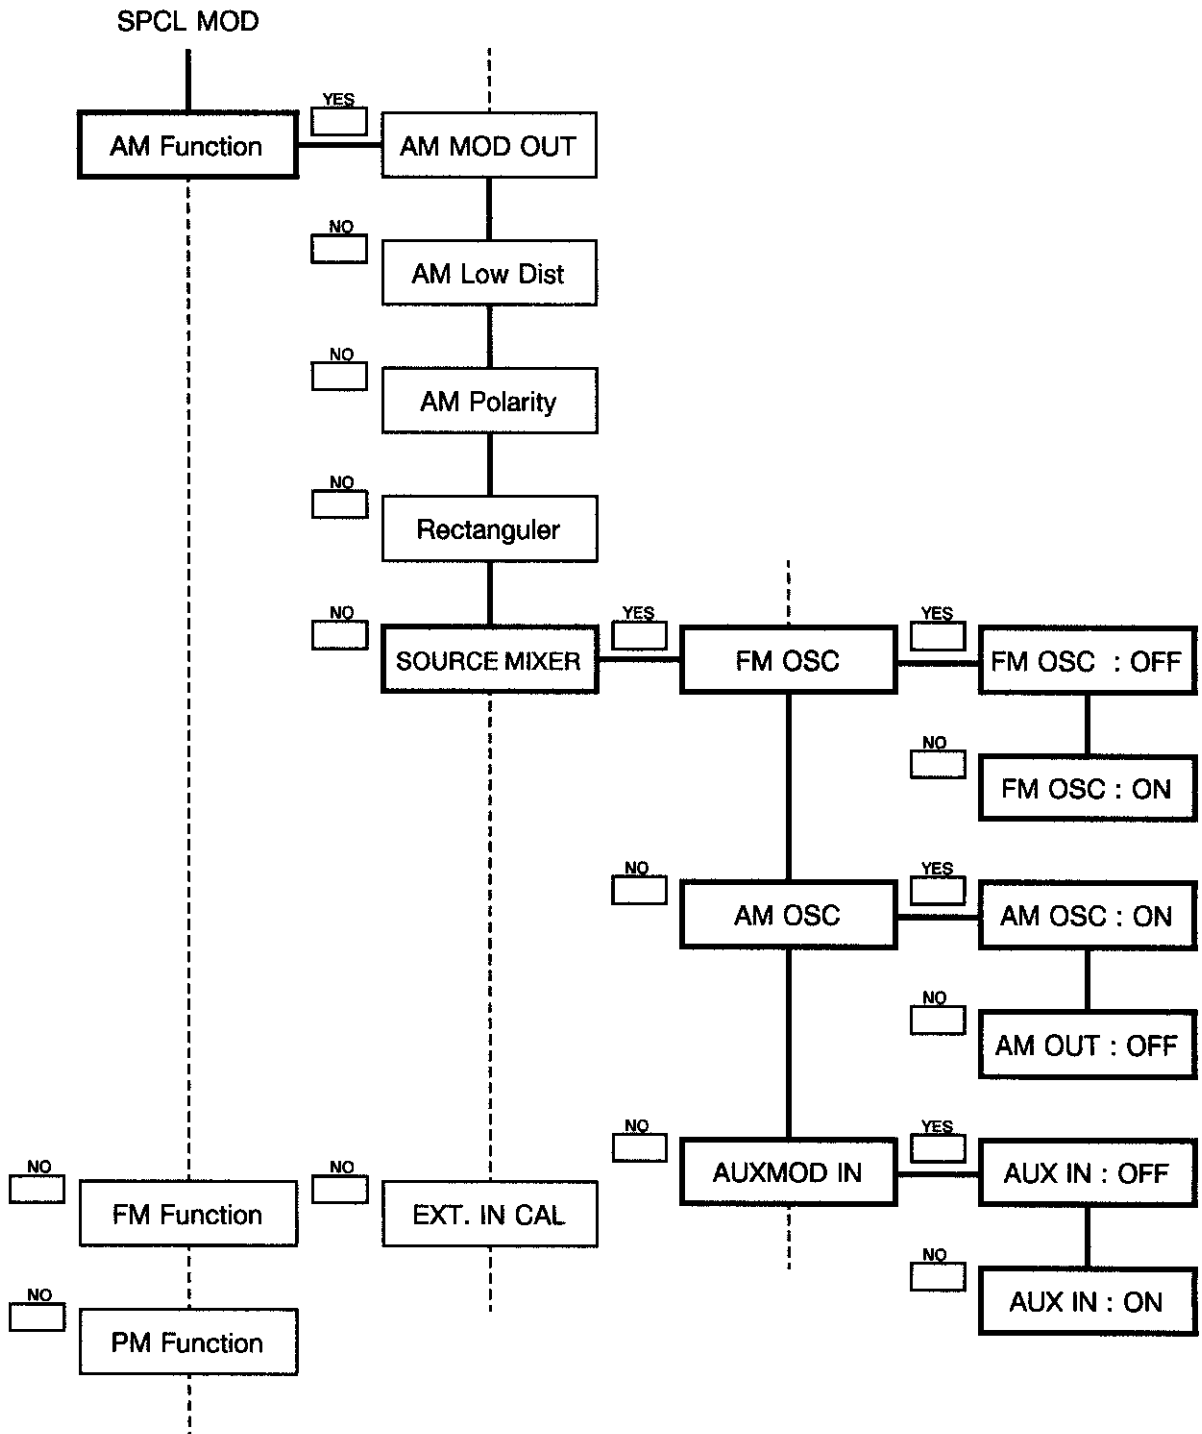 SPCL MOD
YES
AM Function
AM MOD OUT
NO
AM Low Dist
NO
AM Polarity
NO
Rectanguler
NO
YES
YES
SOURCE MIXER
FM OSC
FM OSC : OFF
NO
FM OSC : ON
NO
YES
AM OSC
AM OSC : ON
NO
AM OUT : OFF
NO
YES
AUXMOD IN
AUX IN : OFF
NO
NO
FM Function
EXT. IN CAL
NO
AUX IN : ON
NO
PM Function